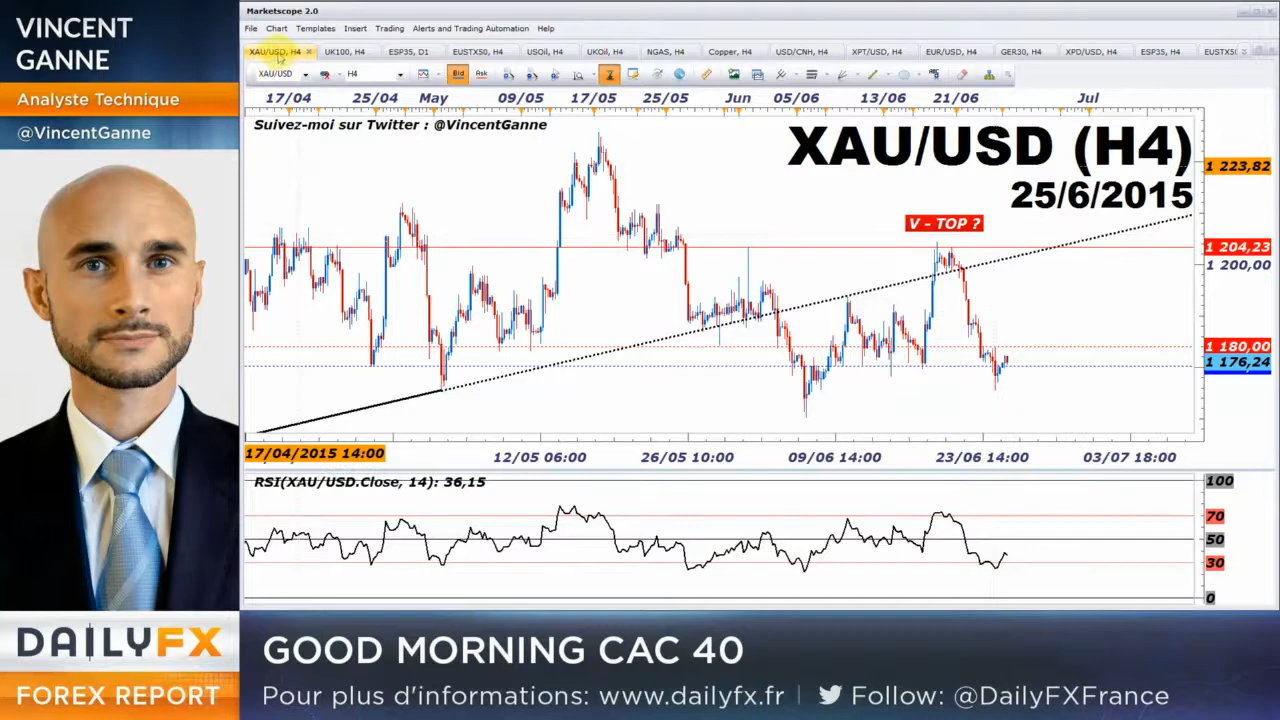 VINCENT
GANNE
Analyste Technique
@VincentGanne
Marketscope 2.0
File Chart Templates Insert Trading Alerts and Trading Automation Help
XAU/USD, H4 UK100, H4 ESP35, D1 EUSTX50, H4 USOil, H4 UKOil, H4 NGAS, H4 Copper, H4 USD/CNH, H4 XPT/USD, H4 EUR/USD, H4 GER30, H4 XPD/USD, H4 ESP35, H4 EUSTX50
XAU/USD H4 Bid Ask
17/04 25/04 May 09/05 17/05 25/05 Jun 05/06 13/06 21/06 Jul
Suivez-moi sur Twitter : @VincentGanne
XAU/USD (H4)
25/6/2015
V - TOP ?
1 223,82
1 204,23
1 200,00
1 180,00
1 176,24
17/04/2015 14:00 12/05 06:00 26/05 10:00 09/06 14:00 23/06 14:00 03/07 18:00
RSI(XAU/USD.Close, 14): 36,15
100
70
50
30
0
DAILYFX
FOREX REPORT
GOOD MORNING CAC 40
Pour plus d'informations: www.dailyfx.fr | Follow: @DailyFXFrance